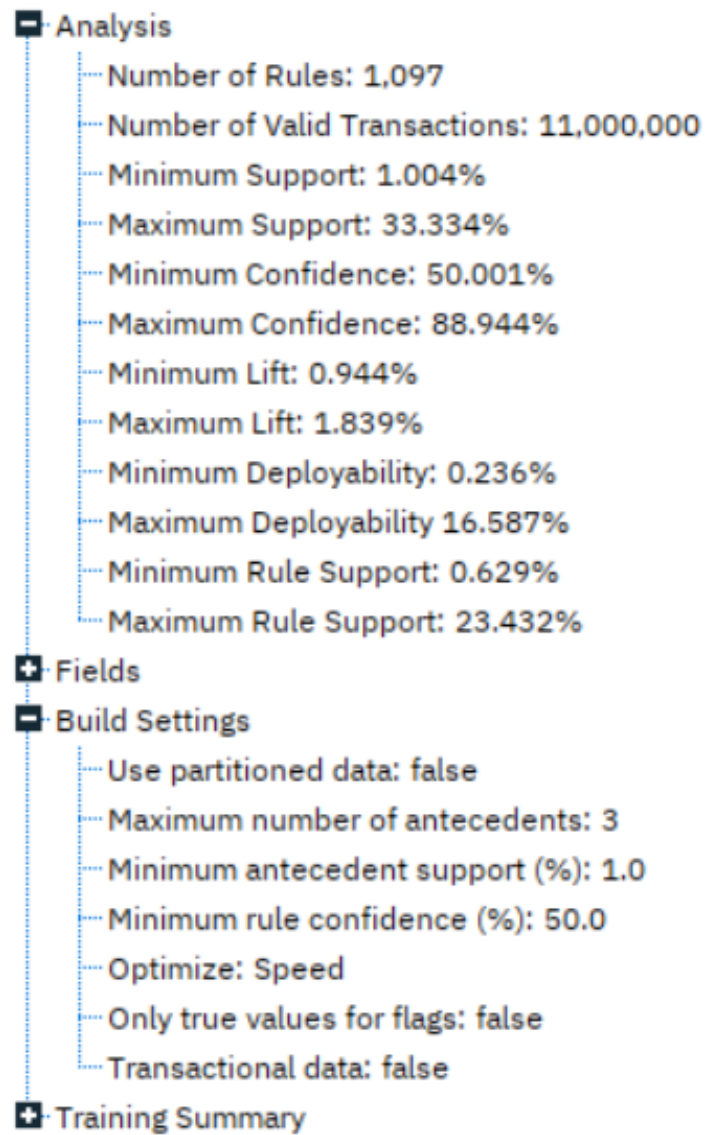 Analysis
Number of Rules: 1,097
Number of Valid Transactions: 11,000,000
Minimum Support: 1.004%
Maximum Support: 33.334%
Minimum Confidence: 50.001%
Maximum Confidence: 88.944%
Minimum Lift: 0.944%
Maximum Lift: 1.839%
Minimum Deployability: 0.236%
Maximum Deployability 16.587%
Minimum Rule Support: 0.629%
Maximum Rule Support: 23.432%
Fields
Build Settings
Use partitioned data: false
Maximum number of antecedents: 3
Minimum antecedent support (%): 1.0
Minimum rule confidence (%): 50.0
Optimize: Speed
Only true values for flags: false
Transactional data: false
Training Summary